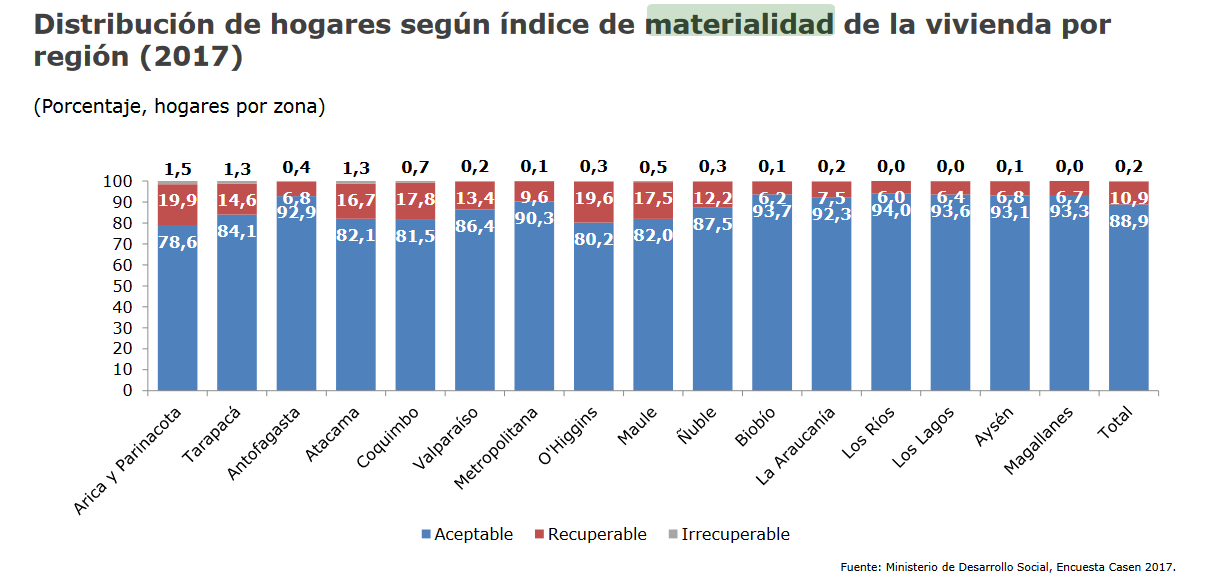 Distribución de hogares según índice de materialidad de la vivienda por
región (2017)
(Porcentaje, hogares por zona)
1,5 1,3 0,4 1,3 0,7 0,2 0,1 0,3 0,5 0,3 0,1 0,2 0,0 0,0 0,1 0,0 0,2
100
90
80
70
60
50
40
30
20
10
0
19,9 14,6 6,8 16,7 17,8 13,4 9,6 19,6 17,5 12,2 6,2 7,5 6,0 6,4 6,8 6,7 10,9
78,6 84,1 92,9 82,1 81,5 86,4 90,3 80,2 82,0 87,5 93,7 92,3 94,0 93,6 93,1 93,3 88,9
Arica y Parinacota
Tarapacá
Antofagasta
Atacama
Coquimbo
Valparaíso
Metropolitana
O'Higgins
Maule
Ñuble
Biobío
La Araucanía
Los Ríos
Los Lagos
Aysén
Magallanes
Total
Aceptable Recuperable Irrecuperable
Fuente: Ministerio de Desarrollo Social, Encuesta Casen 2017.